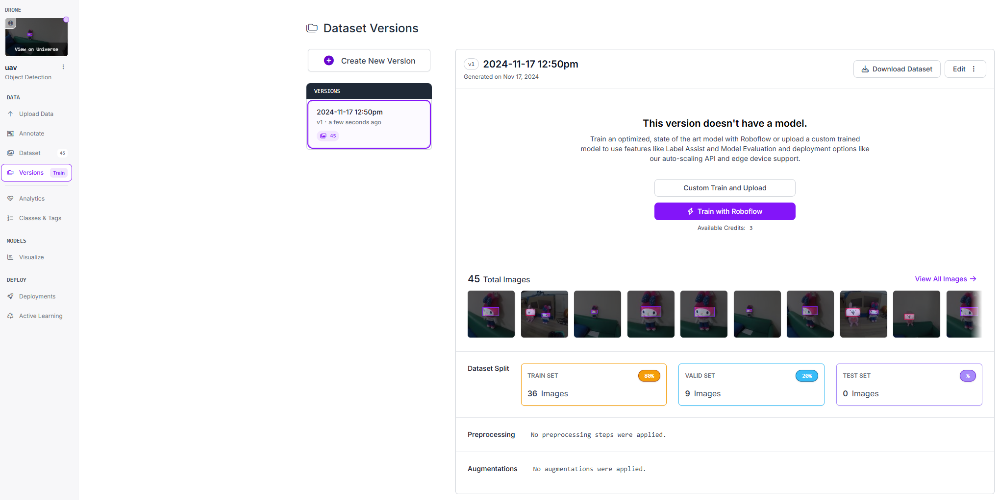 DRONE
View on Universe
uav
Object Detection
DATA
Upload Data
Annotate
Dataset 45
Versions Train
Analytics
Classes & Tags
MODELS
Visualize
DEPLOY
Deployments
Active Learning
Dataset Versions
Create New Version
VERSIONS
2024-11-17 12:50pm
v1 · a few seconds ago
45
v1 2024-11-17 12:50pm
Generated on Nov 17, 2024
Download Dataset
Edit
This version doesn't have a model.
Train an optimized, state of the art model with Roboflow or upload a custom trained
model to use features like Label Assist and Model Evaluation and deployment options like
our auto-scaling API and edge device support.
Custom Train and Upload
Train with Roboflow
Available Credits: 3
45 Total Images
View All Images →
Dataset Split
TRAIN SET 80%
36 Images
VALID SET 20%
9 Images
TEST SET %
0 Images
Preprocessing No preprocessing steps were applied.
Augmentations No augmentations were applied.